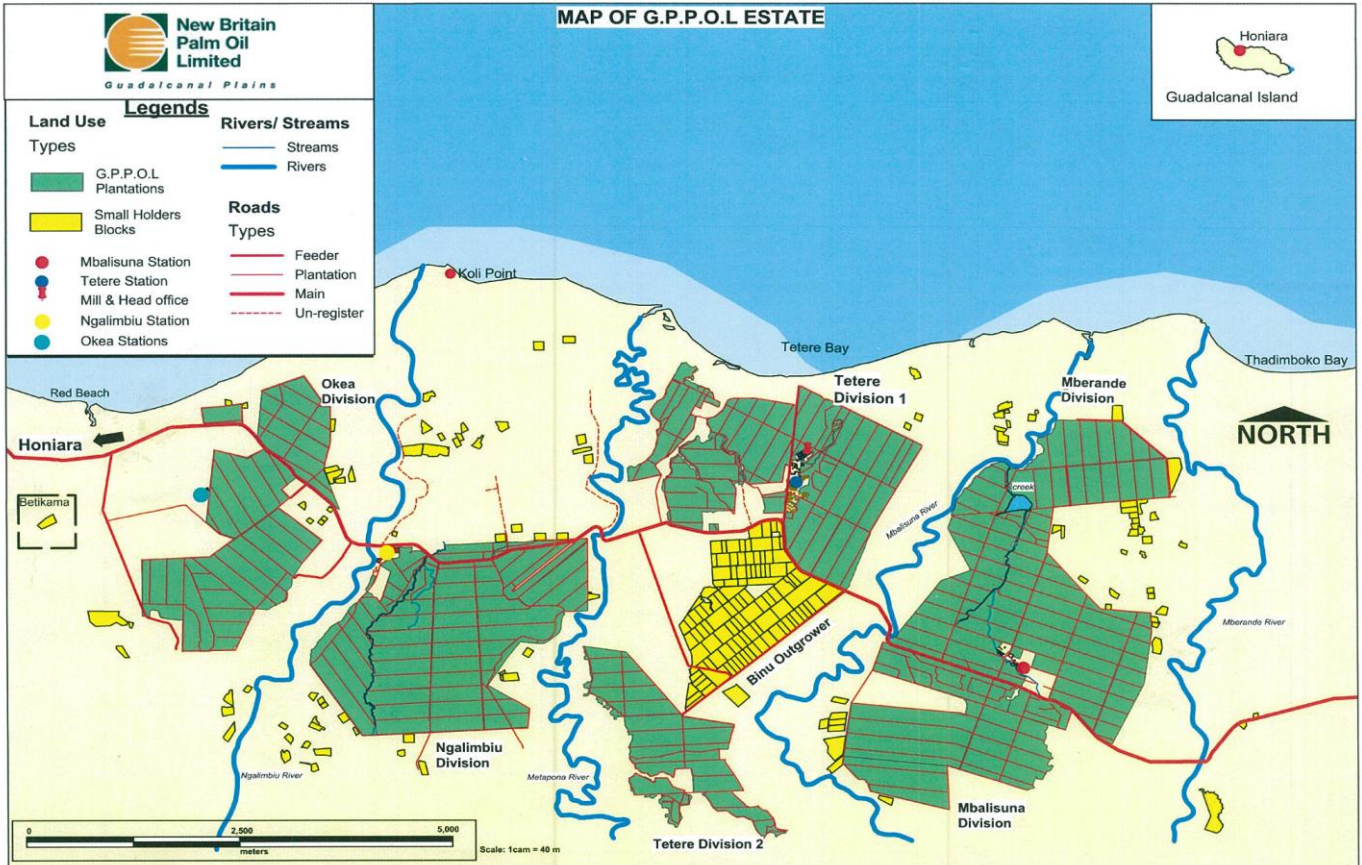 MAP OF G.P.P.O.L ESTATE
New Britain
Palm Oil
Limited
Guadalcanal Plains
Honiara
Guadalcanal Island
Legends
Land Use
Types
G.P.P.O.L
Plantations
Small Holders
Blocks
Mbalisuna Station
Tetere Station
Mill & Head office
Ngalimbiu Station
Okea Stations
Rivers/ Streams
Streams
Rivers
Roads
Types
Feeder
Plantation
Main
Un-register
Koli Point
Tetere Bay
Thadimboko Bay
Red Beach
Okea
Division
Tetere
Division 1
Mberande
Division
NORTH
Honiara
Betikama
creek
Mbalisuna River
Mberande River
Binu Outgrower
Ngalimbiu
Division
Ngalimbiu River
Metapona River
Mbalisuna
Division
Tetere Division 2
0 2,500 5,000
meters
Scale: 1cam = 40 m